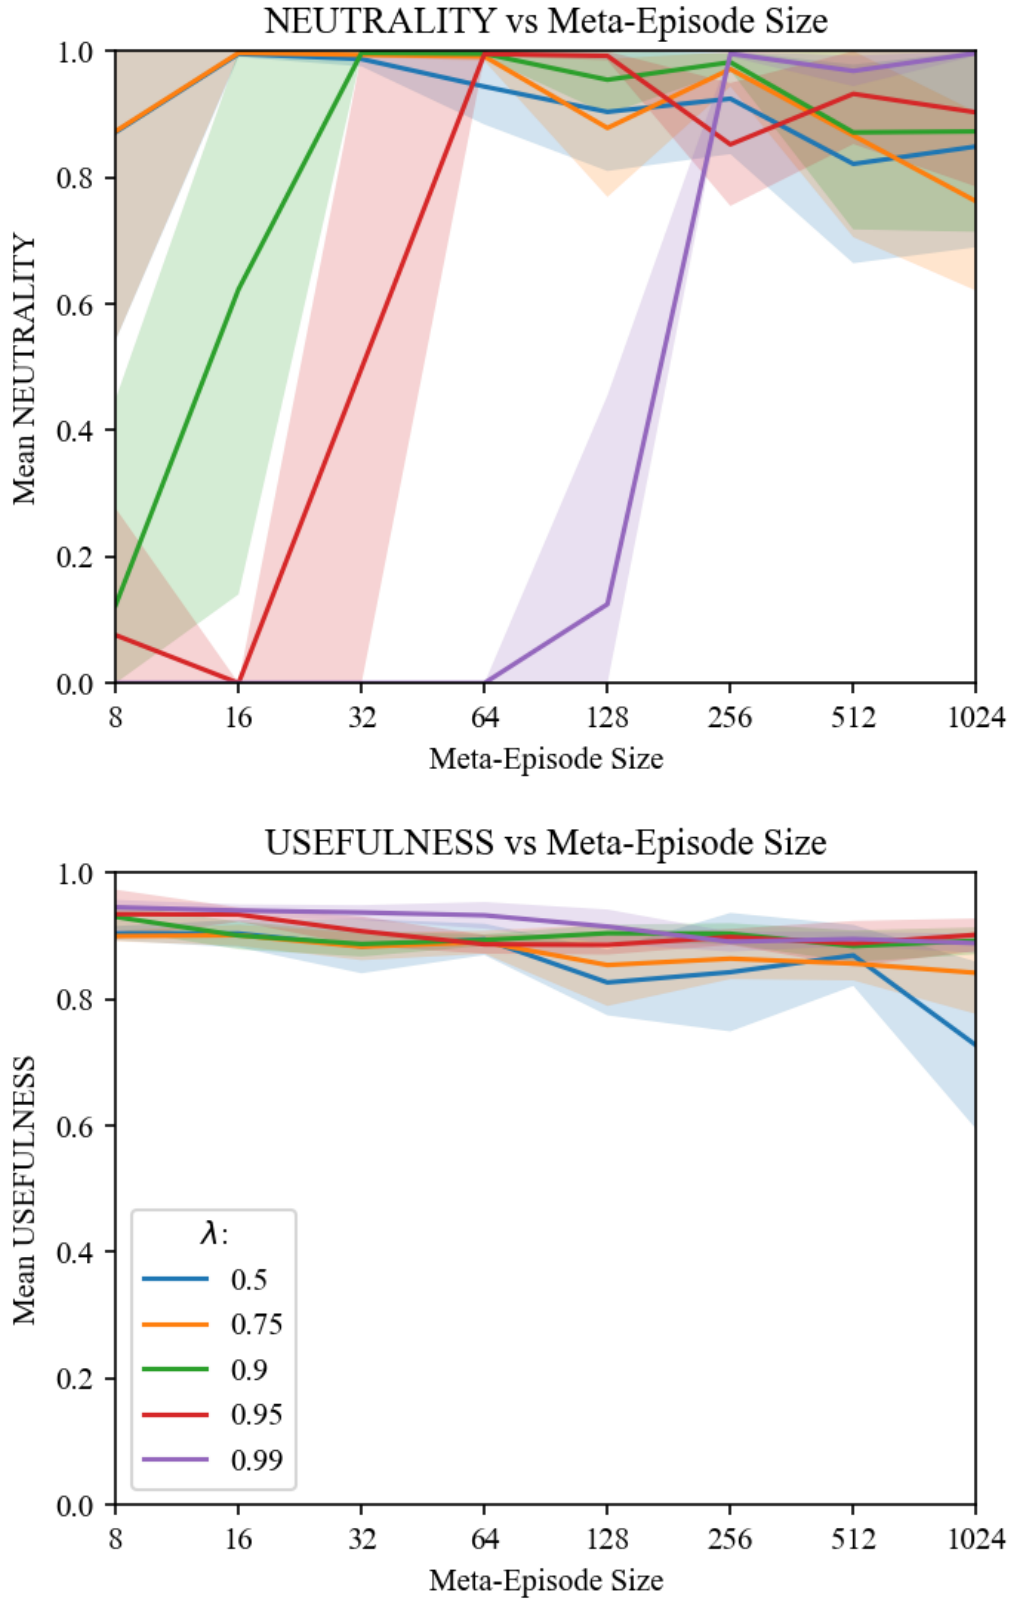 NEUTRALITY vs Meta-Episode Size
1.0
0.8
0.6
0.4
0.2
0.0
Mean NEUTRALITY
8 16 32 64 128 256 512 1024
Meta-Episode Size
USEFULNESS vs Meta-Episode Size
1.0
0.8
0.6
0.4
0.2
0.0
Mean USEFULNESS
λ:
0.5
0.75
0.9
0.95
0.99
8 16 32 64 128 256 512 1024
Meta-Episode Size